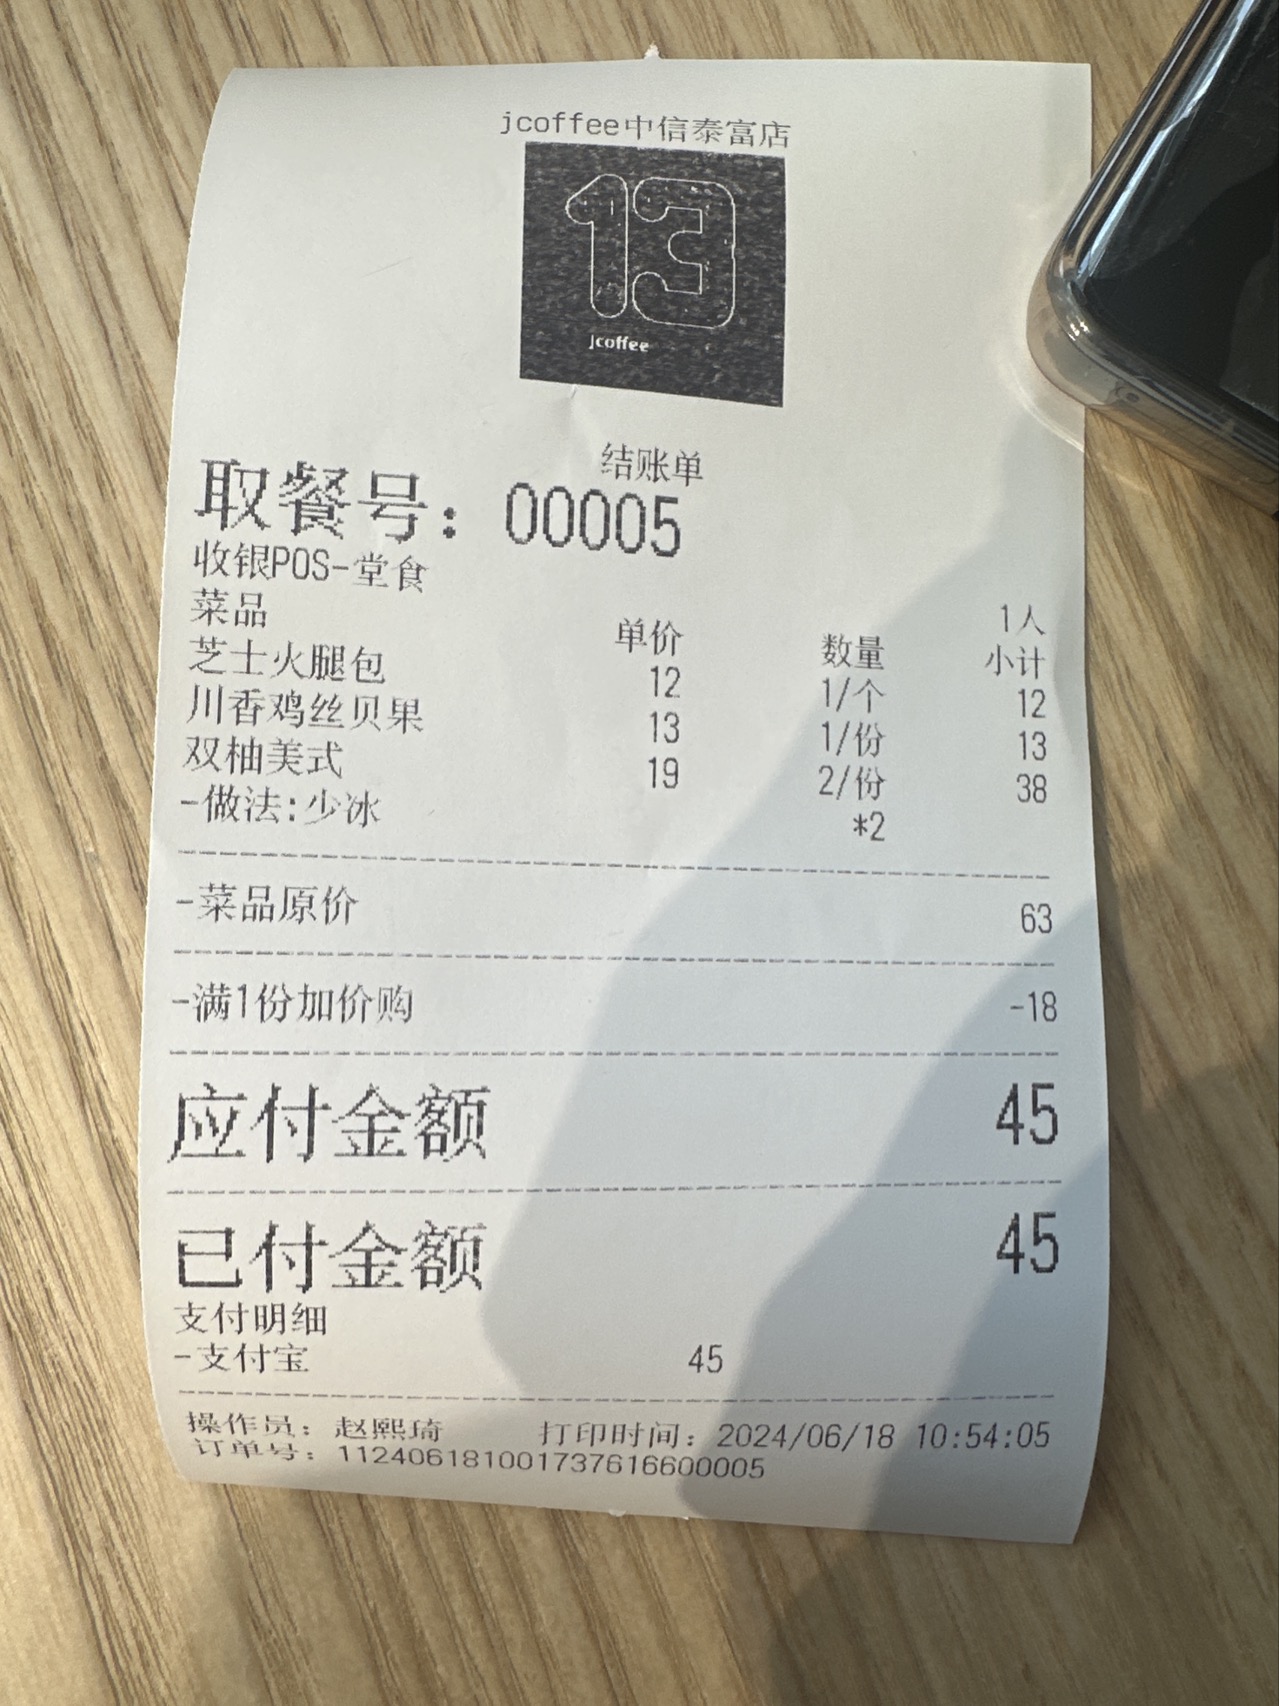 jcoffee中信泰富店
13
jcoffee
结账单
取餐号：00005
收银POS-堂食 1人
菜品 单价 数量 小计
芝士火腿包 12 1/个 12
川香鸡丝贝果 13 1/份 13
双柚美式 19 2/份 38
-做法:少冰 *2
-菜品原价 63
-满1份加价购 -18
应付金额 45
已付金额 45
支付明细
-支付宝 45
操作员：赵熙琦 打印时间：2024/06/18 10:54:05
订单号：11240618100173761660​0005